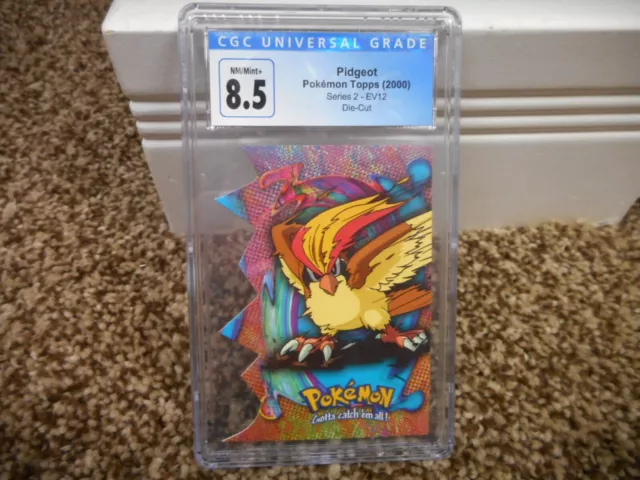 CGC UNIVERSAL GRADE
NM/Mint+
8.5
Pidgeot
Pokémon Topps (2000)
Series 2 - EV12
Die-Cut
POKéMON
Gotta catch 'em all!